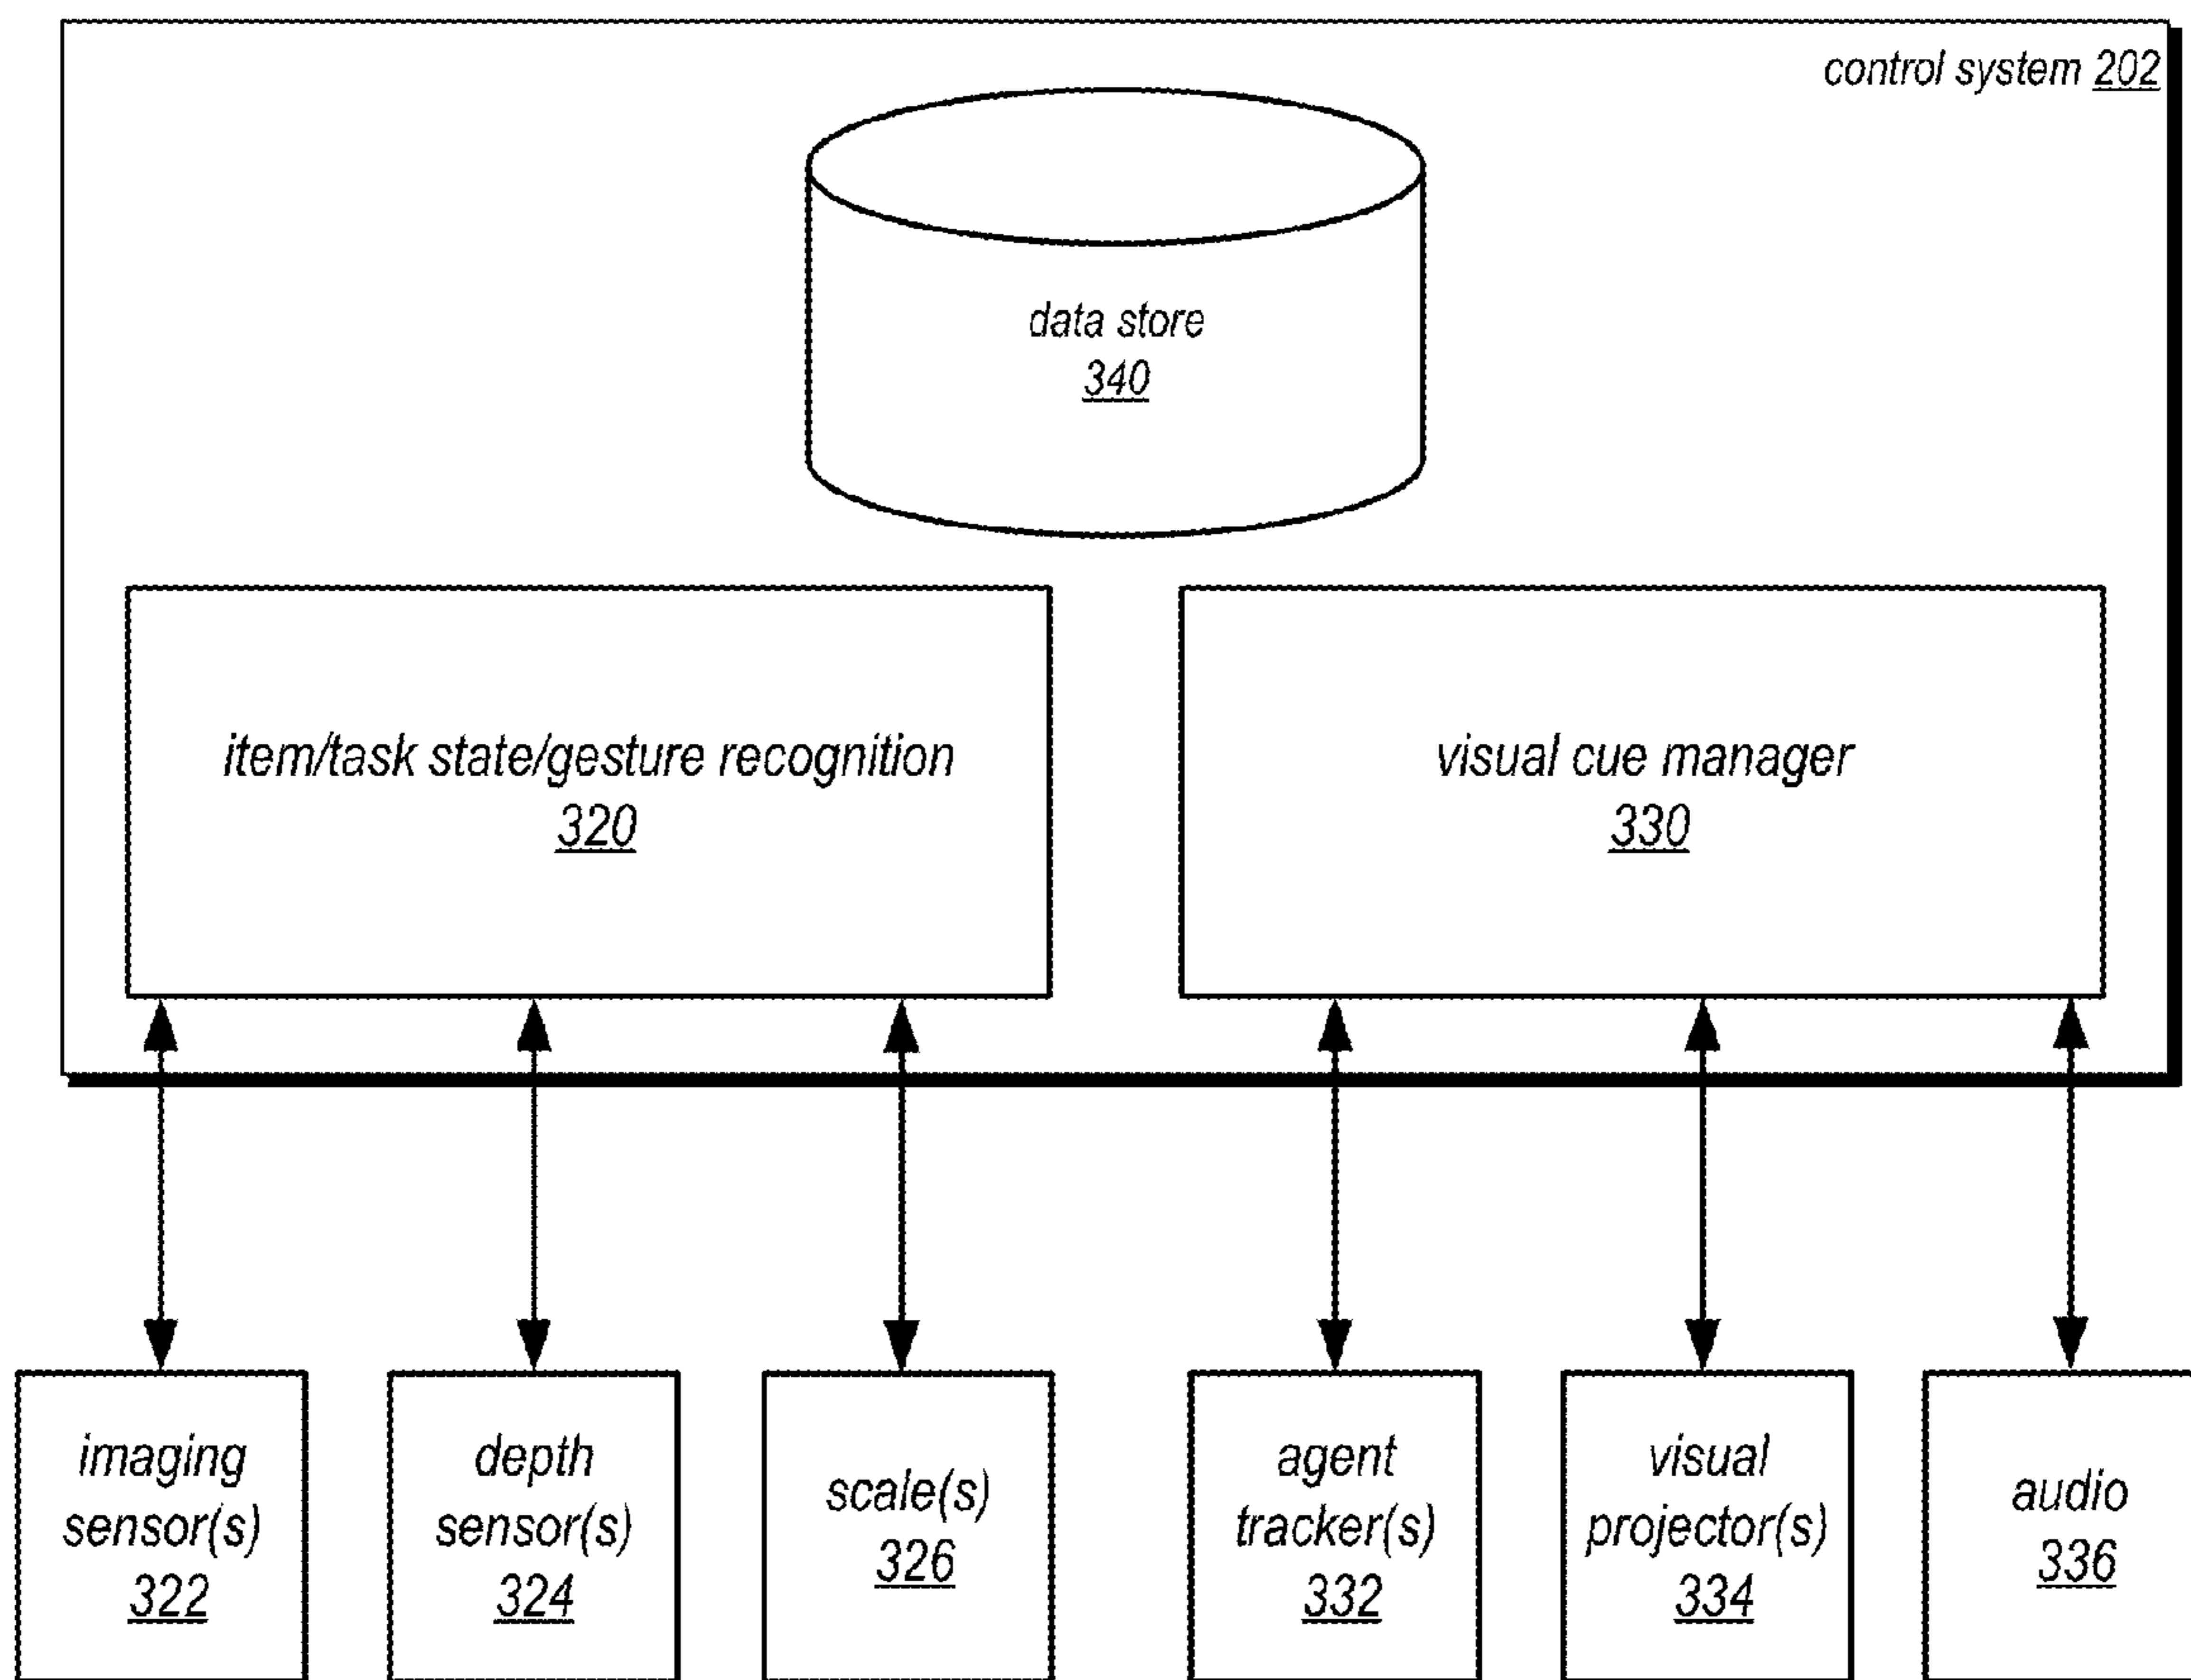 control system 202
data store
340
item/task state/gesture recognition
320
visual cue manager
330
imaging
sensor(s)
322
depth
sensor(s)
324
scale(s)
326
agent
tracker(s)
332
visual
projector(s)
334
audio
336